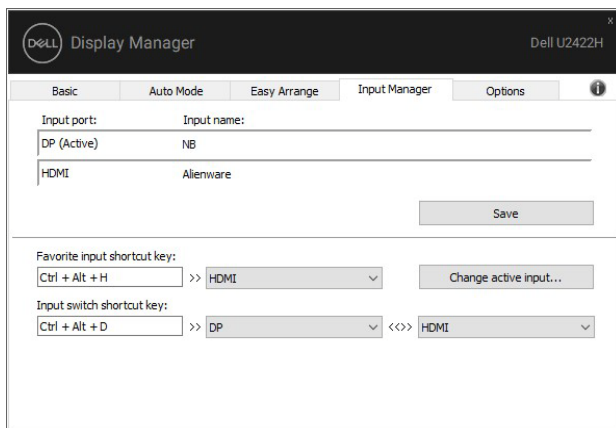 x
DELL Display Manager Dell U2422H
Basic Auto Mode Easy Arrange Input Manager Options i
Input port: Input name:
DP (Active) NB
HDMI Alienware
Save
Favorite input shortcut key:
Ctrl + Alt + H >> HDMI Change active input...
Input switch shortcut key:
Ctrl + Alt + D >> DP <<>> HDMI